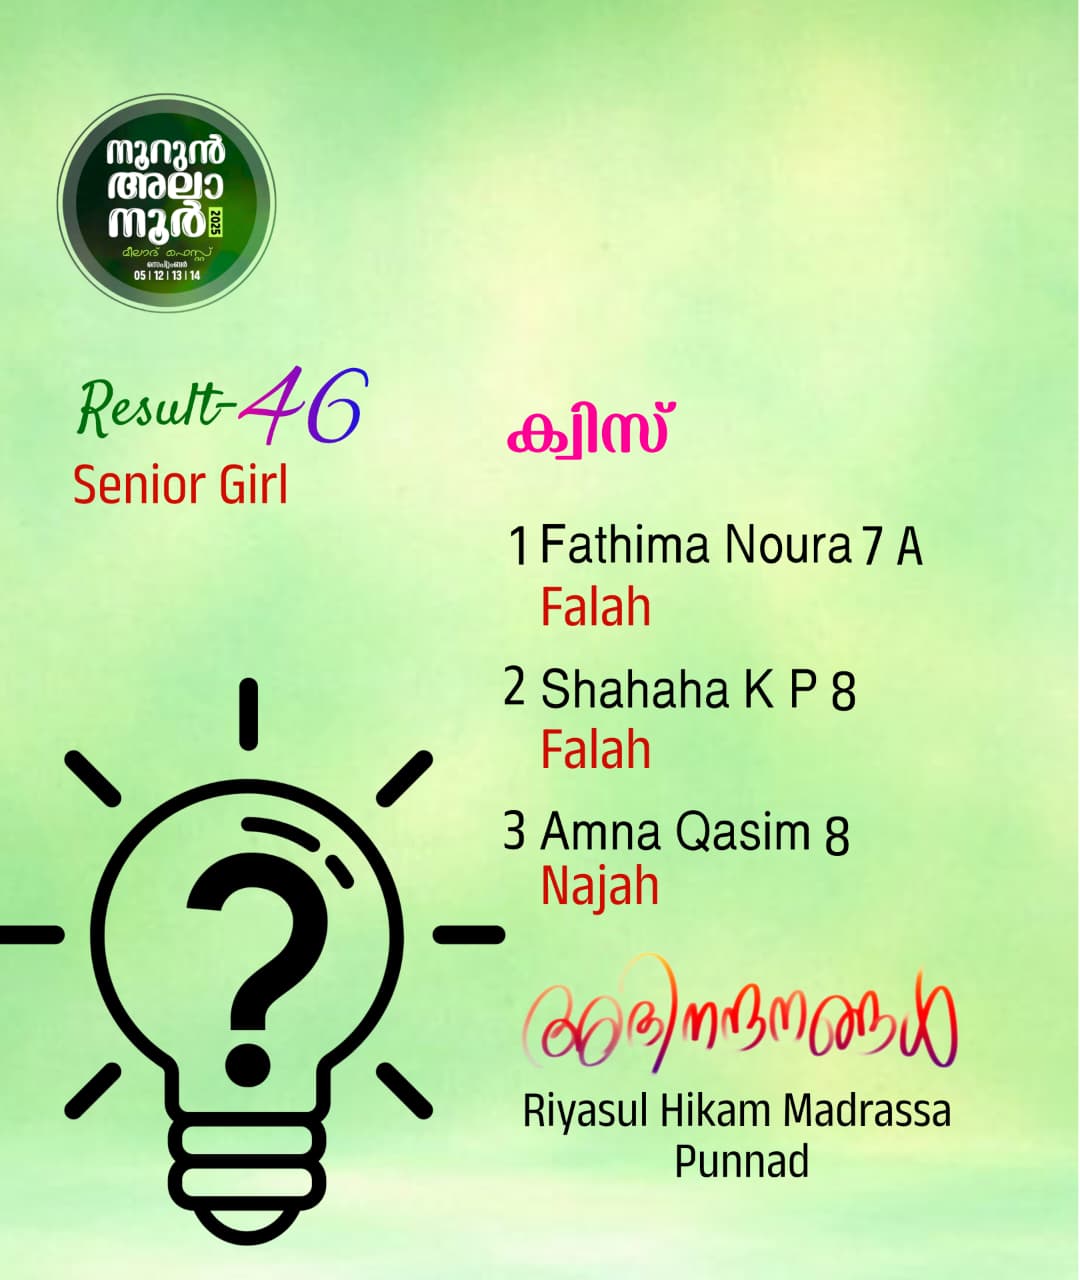 നൂറുൻ
അലാ
നൂർ 2025
മീലാദ് ഫെസ്റ്റ്
സെപ്റ്റംബർ
05 | 12 | 13 | 14
Result-46
Senior Girl
ക്വിസ്
1 Fathima Noura 7 A
Falah
2 Shahaha K P 8
Falah
3 Amna Qasim 8
Najah
അഭിനന്ദനങ്ങൾ
Riyasul Hikam Madrassa
Punnad